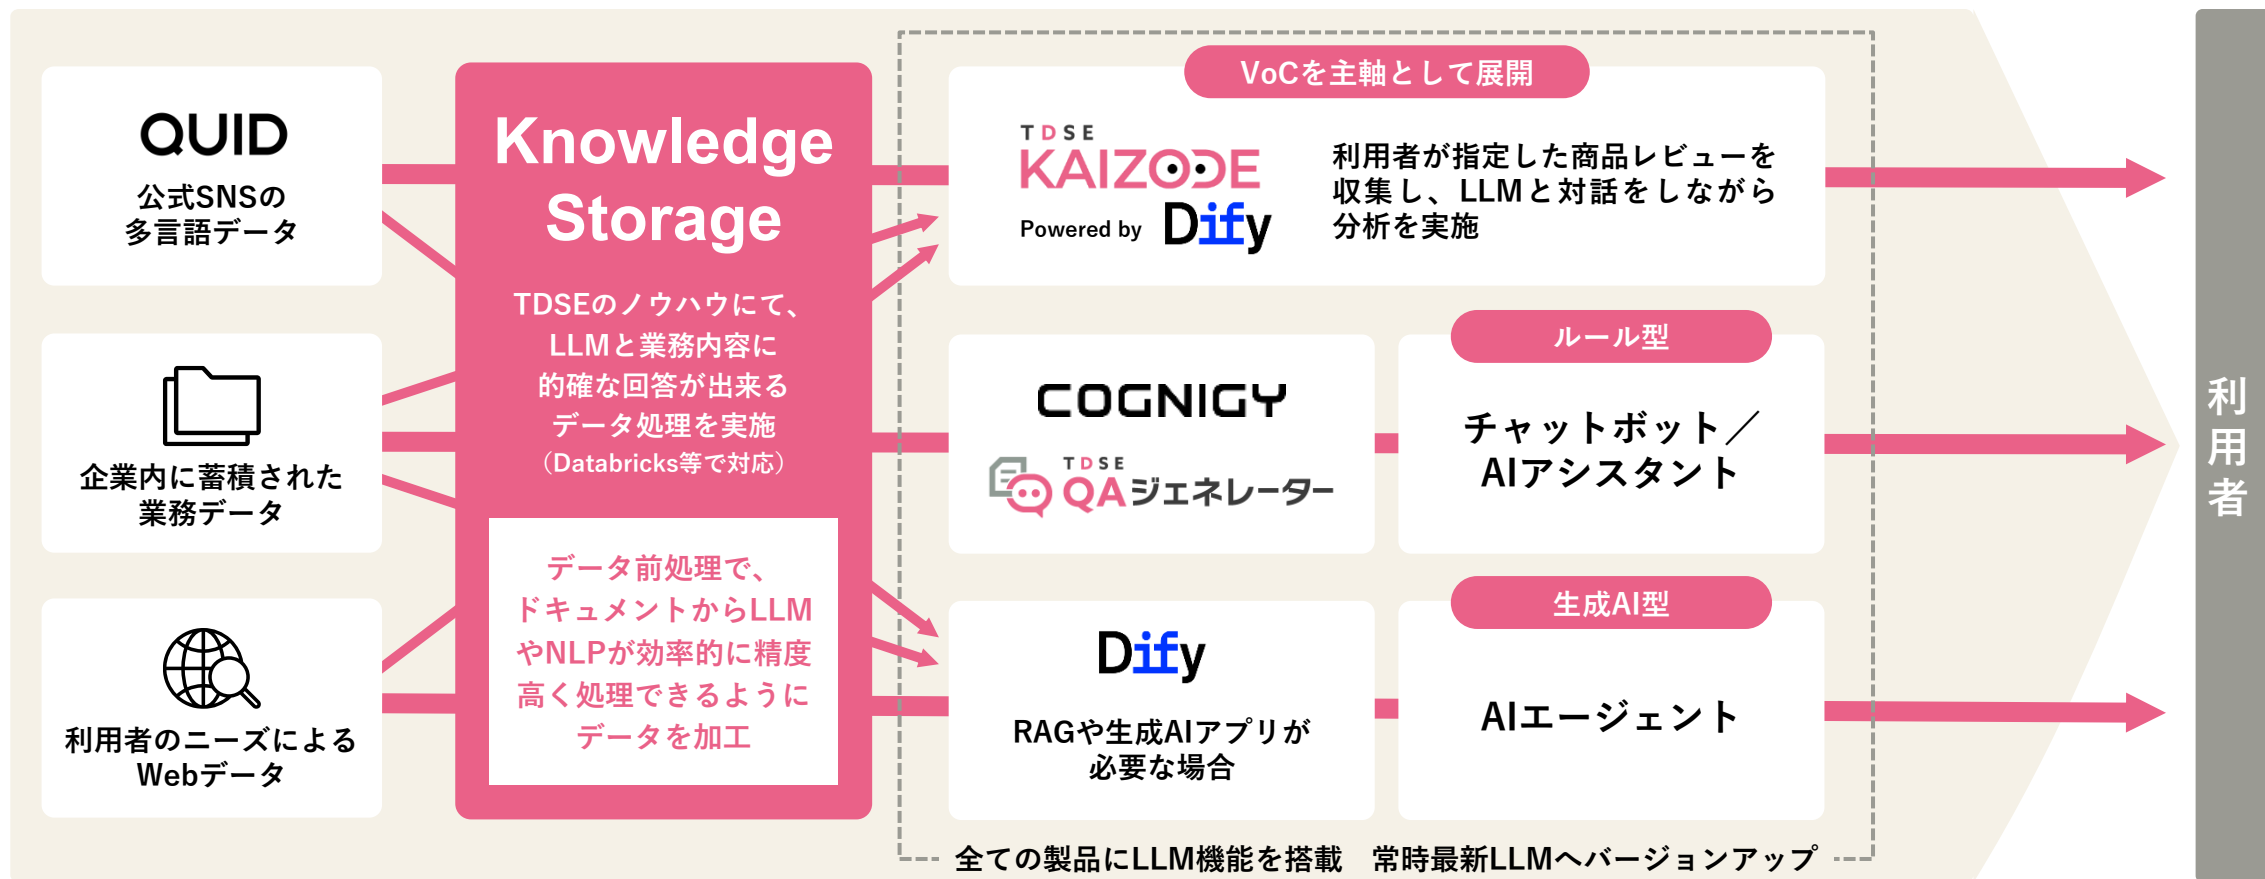 QUID
公式SNSの
多言語データ
企業内に蓄積された
業務データ
利用者のニーズによる
Webデータ
Knowledge
Storage
TDSEのノウハウにて、
LLMと業務内容に
的確な回答が出来る
データ処理を実施
（Databricks等で対応）
データ前処理で、
ドキュメントからLLM
やNLPが効率的に精度
高く処理できるように
データを加工
VoCを主軸として展開
TDSE
KAIZODE
Powered by Dify
利用者が指定した商品レビューを
収集し、LLMと対話をしながら
分析を実施
COGNIGY
TDSE
QAジェネレーター
ルール型
チャットボット／
AIアシスタント
Dify
RAGや生成AIアプリが
必要な場合
生成AI型
AIエージェント
全ての製品にLLM機能を搭載　常時最新LLMへバージョンアップ
利用者